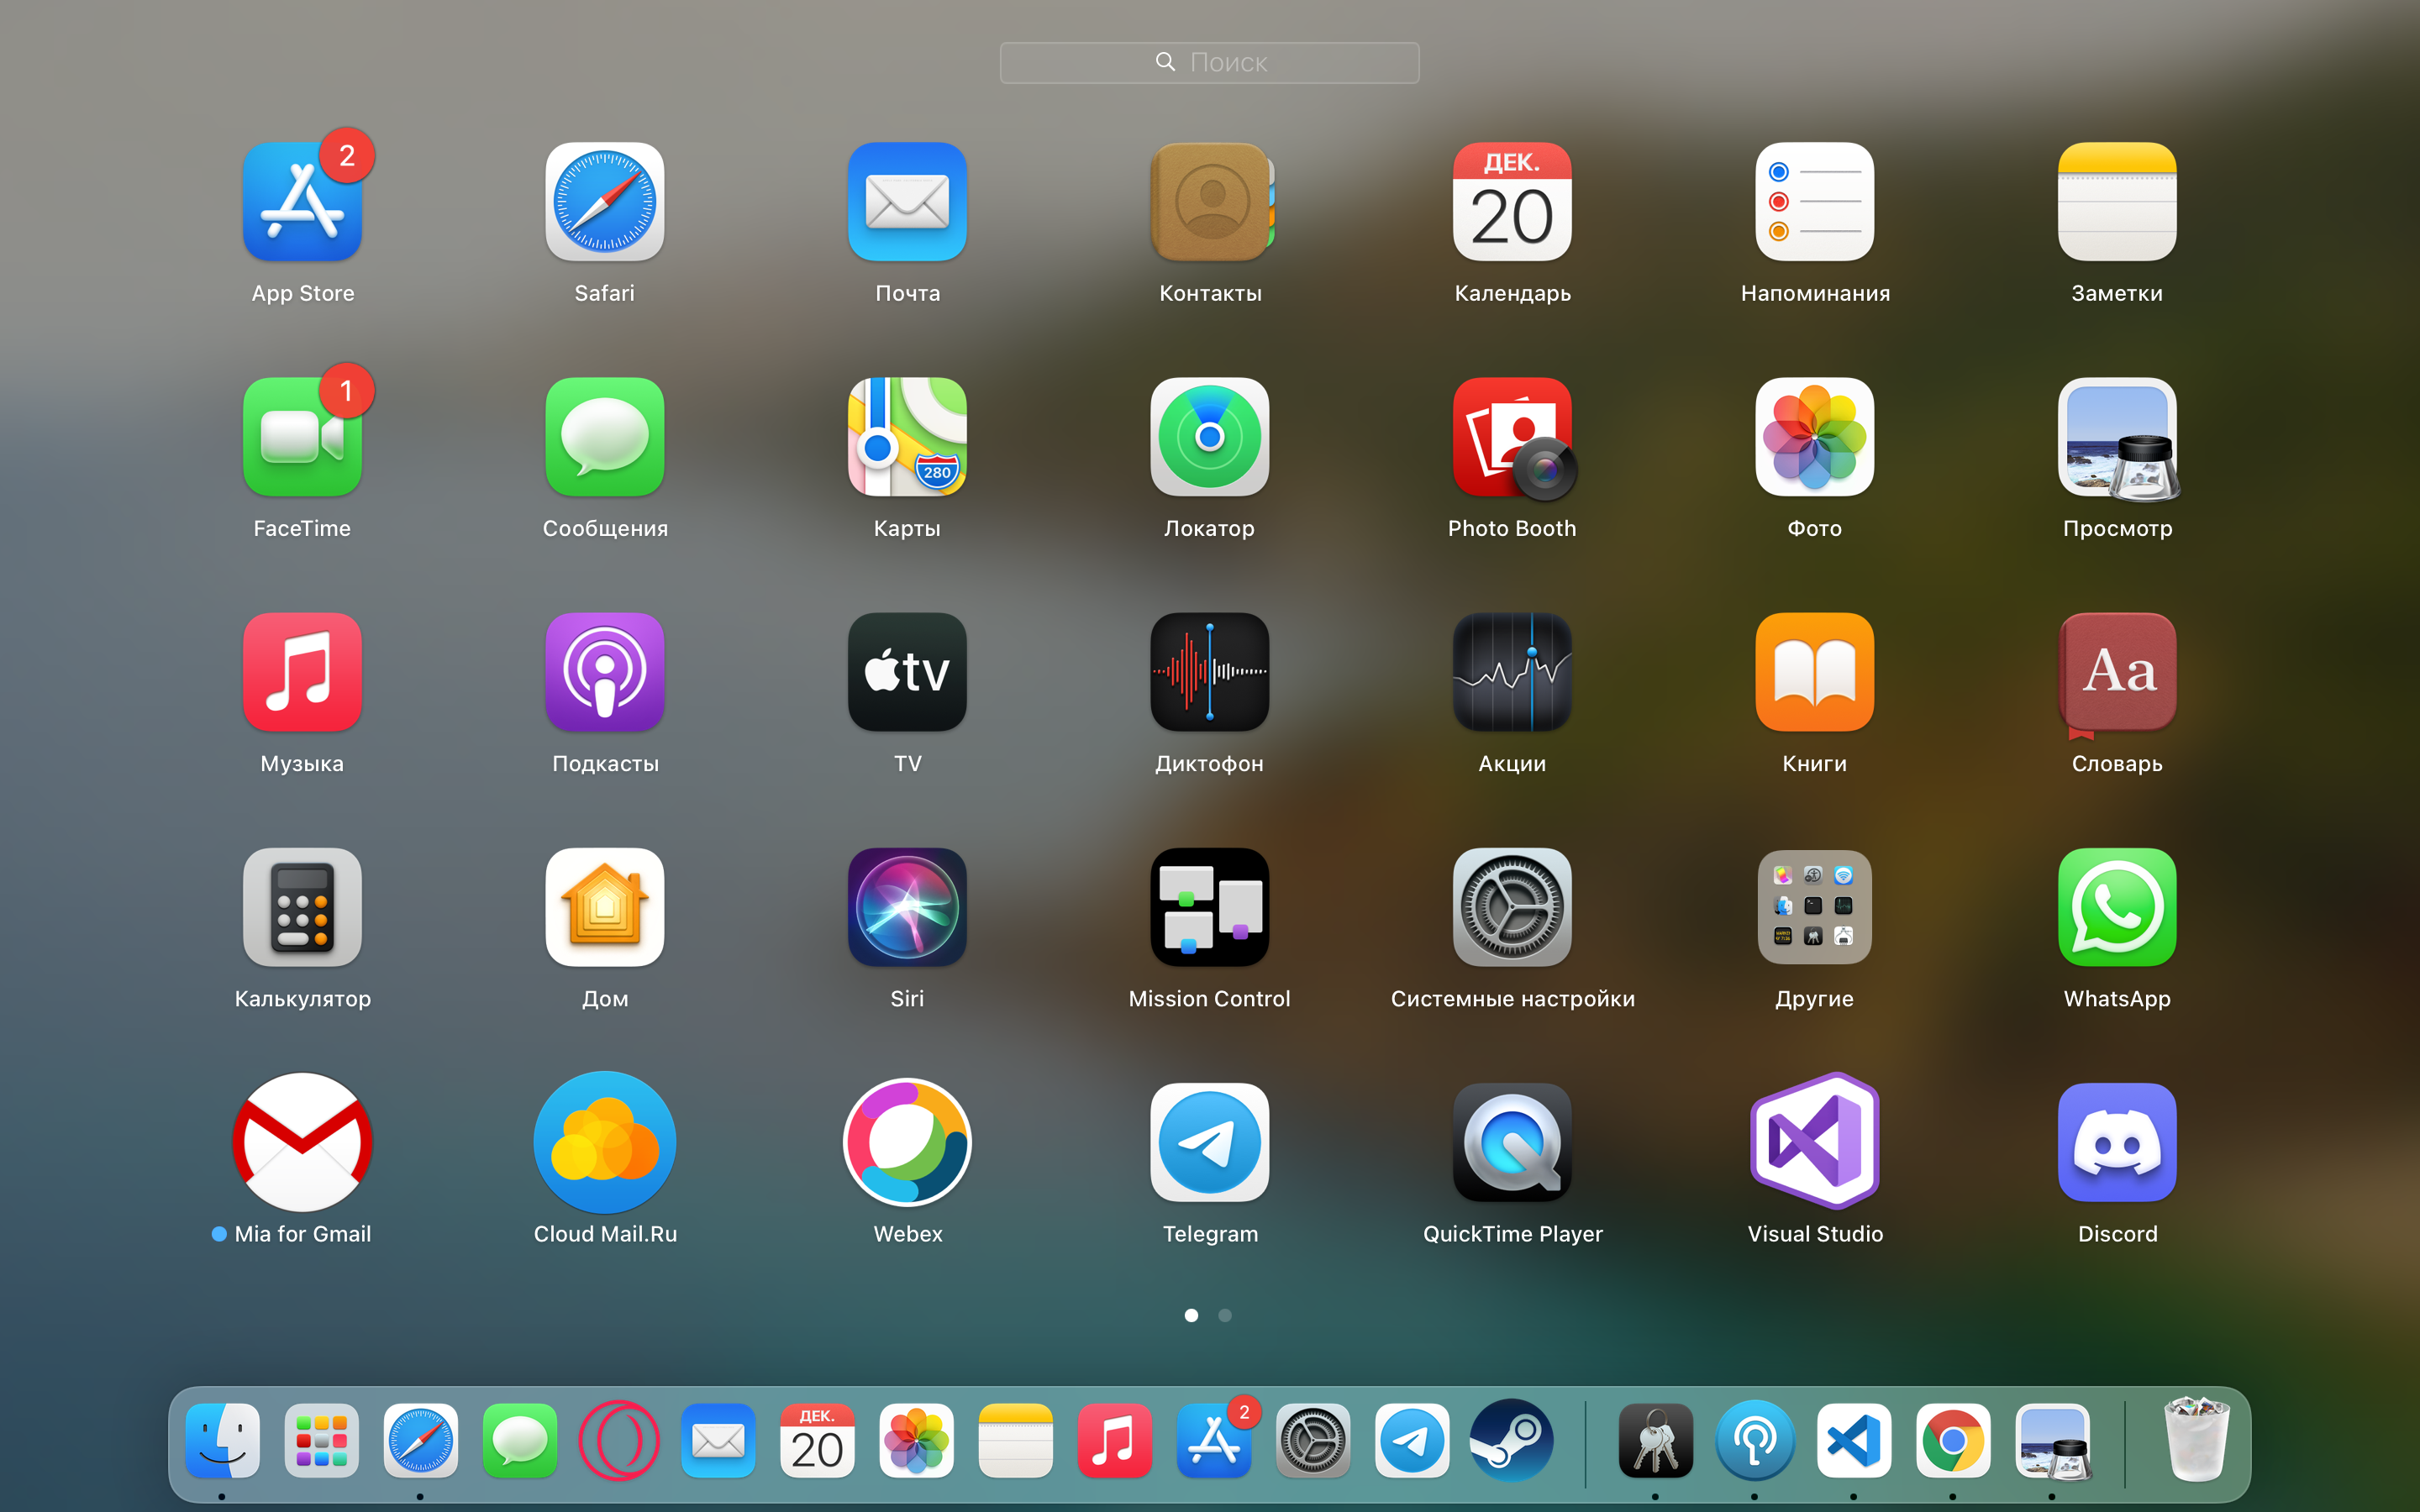 Поиск
2
ДЕК.
20
App Store
Safari
Почта
Контакты
Календарь
Напоминания
Заметки
1
280
FaceTime
Сообщения
Карты
Локатор
Photo Booth
Фото
Просмотр
tv
Aa
Музыка
Подкасты
TV
Диктофон
Акции
Книги
Словарь
Калькулятор
Дом
Siri
Mission Control
Системные настройки
Другие
WhatsApp
Mia for Gmail
Cloud Mail.Ru
Webex
Telegram
QuickTime Player
Visual Studio
Discord
ДЕК.
20
2